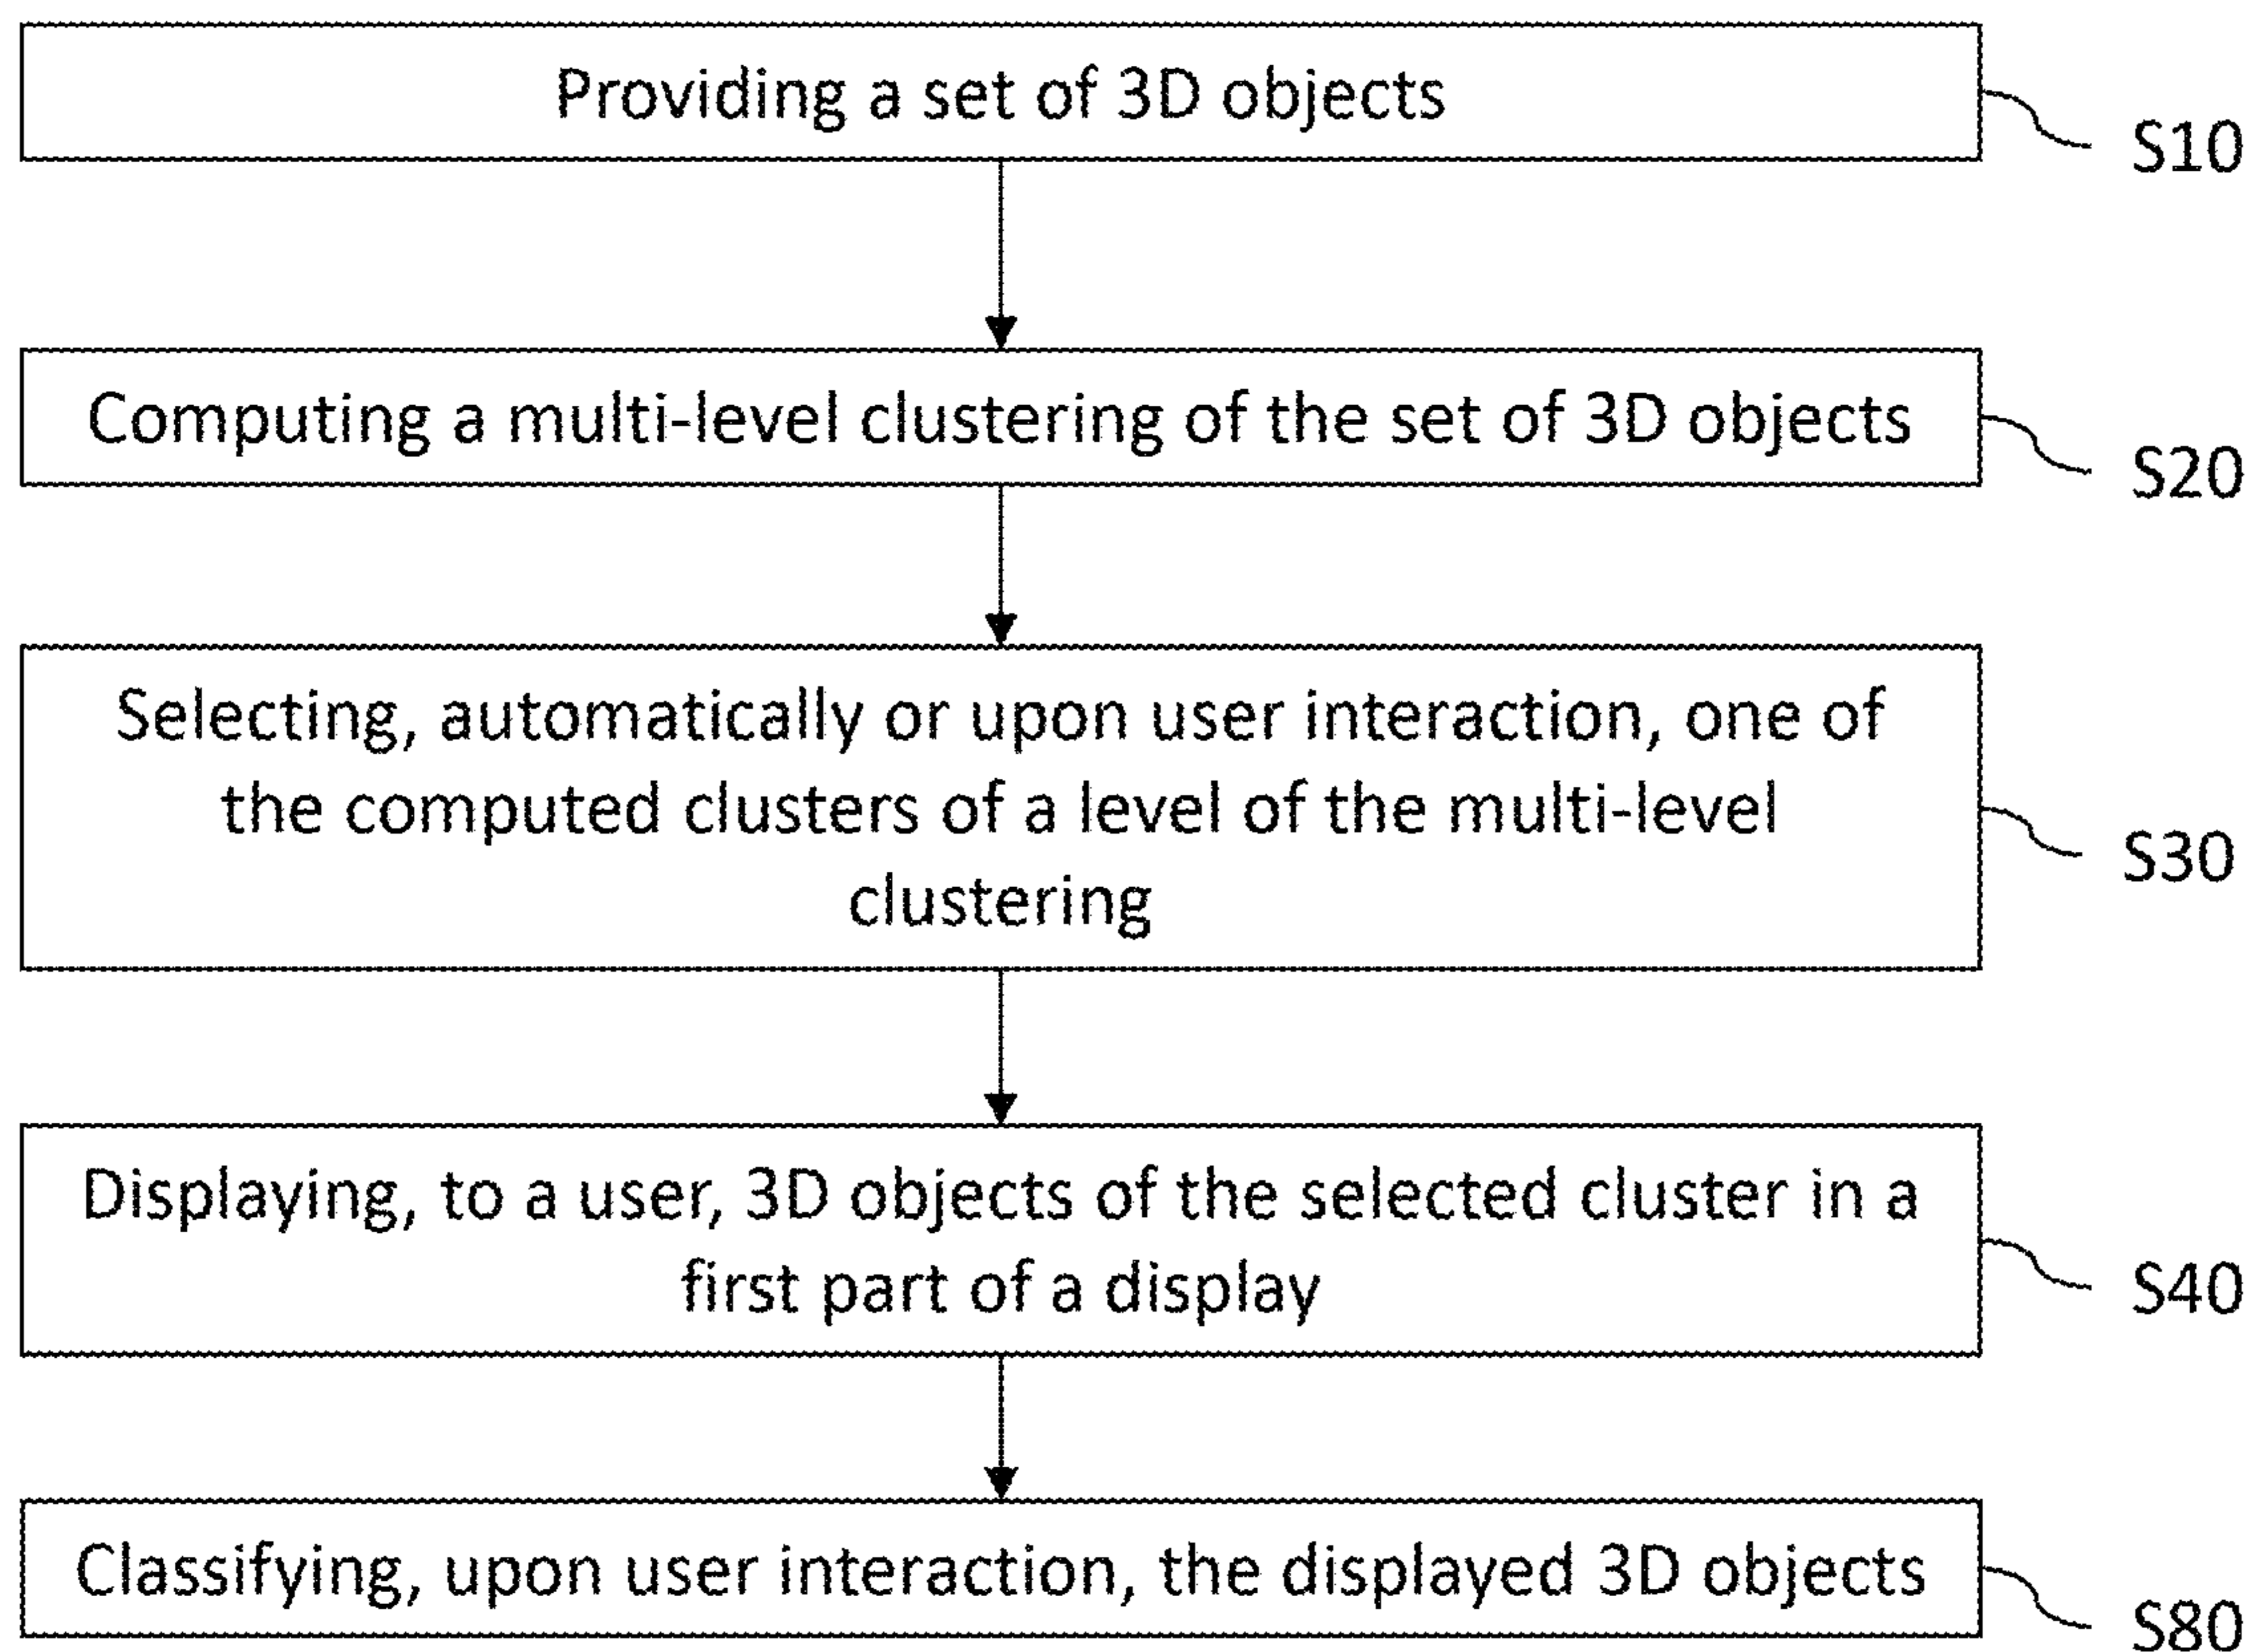 Providing a set of 3D objects
S10
Computing a multi-level clustering of the set of 3D objects
S20
Selecting, automatically or upon user interaction, one of
the computed clusters of a level of the multi-level
clustering
S30
Displaying, to a user, 3D objects of the selected cluster in a
first part of a display
S40
Classifying, upon user interaction, the displayed 3D objects
S80